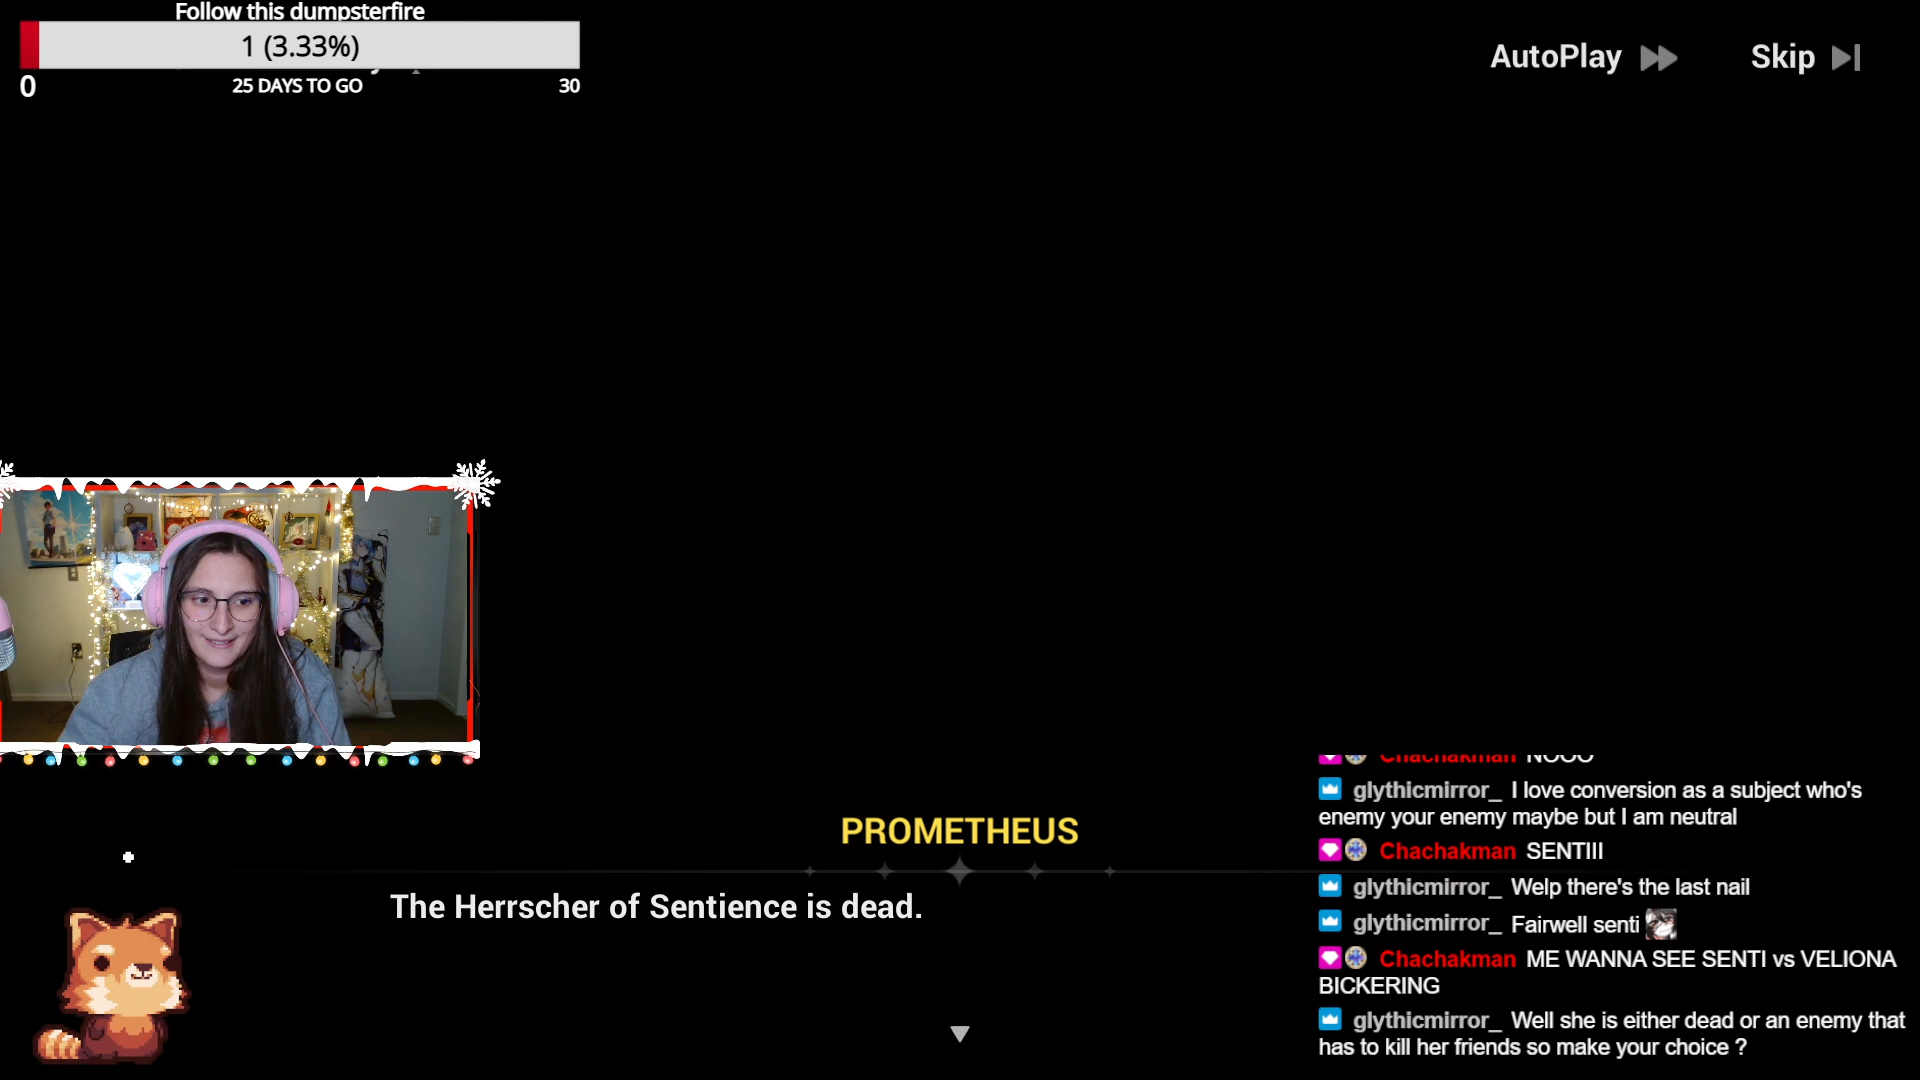 Follow this dumpsterfire
1 (3.33%)
0
25 DAYS TO GO
30
AutoPlay
Skip
PROMETHEUS
The Herrscher of Sentience is dead.
Chachakman NOOO
glythicmirror_ I love conversion as a subject who's
enemy your enemy maybe but I am neutral
Chachakman SENTIII
glythicmirror_ Welp there's the last nail
glythicmirror_ Fairwell senti
Chachakman ME WANNA SEE SENTI vs VELIONA
BICKERING
glythicmirror_ Well she is either dead or an enemy that
has to kill her friends so make your choice ?